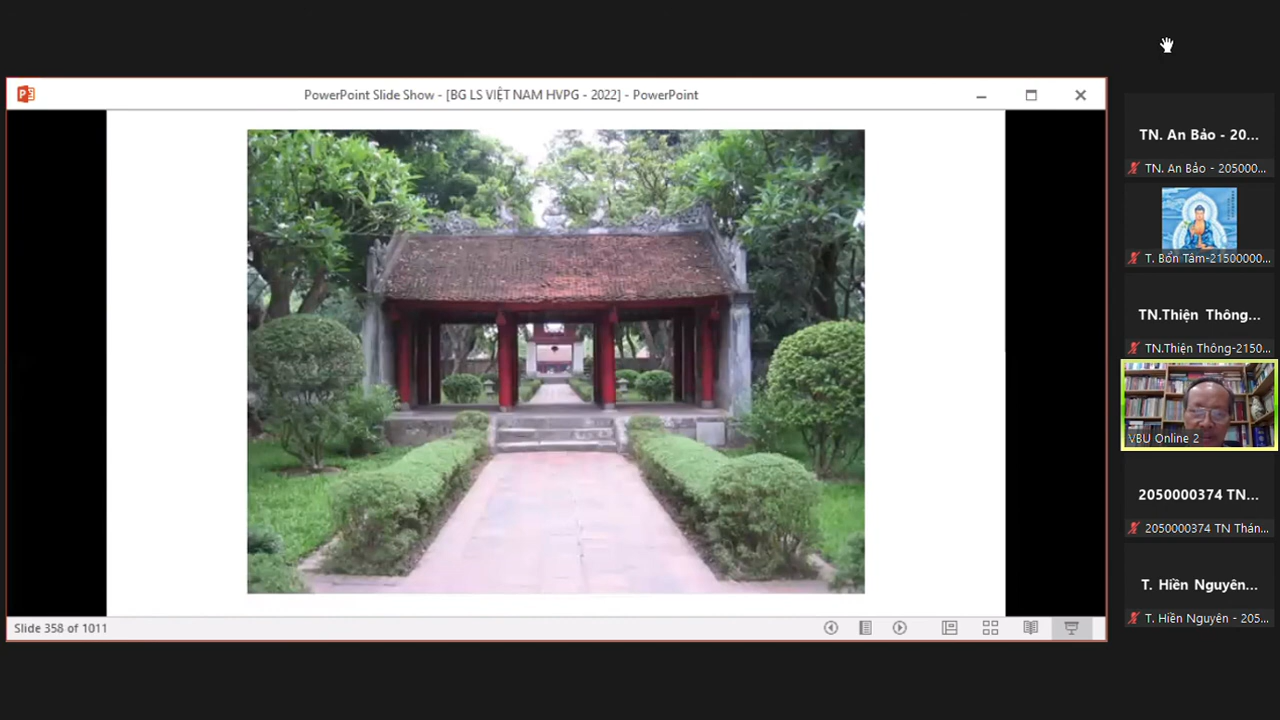 PowerPoint Slide Show - [BG LS VIỆT NAM HVPG - 2022] - PowerPoint
TN. An Bảo - 20...
TN. An Bảo - 205000...
T. Bổn Tâm-21500000...
TN.Thiện Thông...
TN.Thiện Thông-2150...
VBU Online 2
2050000374 TN...
2050000374 TN Thán...
T. Hiền Nguyên...
T. Hiền Nguyên - 205...
Slide 358 of 1011